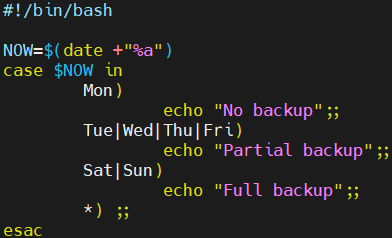 #!/bin/bash

NOW=$(date +"%a")
case $NOW in
        Mon)
                echo "No backup";;
        Tue|Wed|Thu|Fri)
                echo "Partial backup";;
        Sat|Sun)
                echo "Full backup";;
        *) ;;
esac